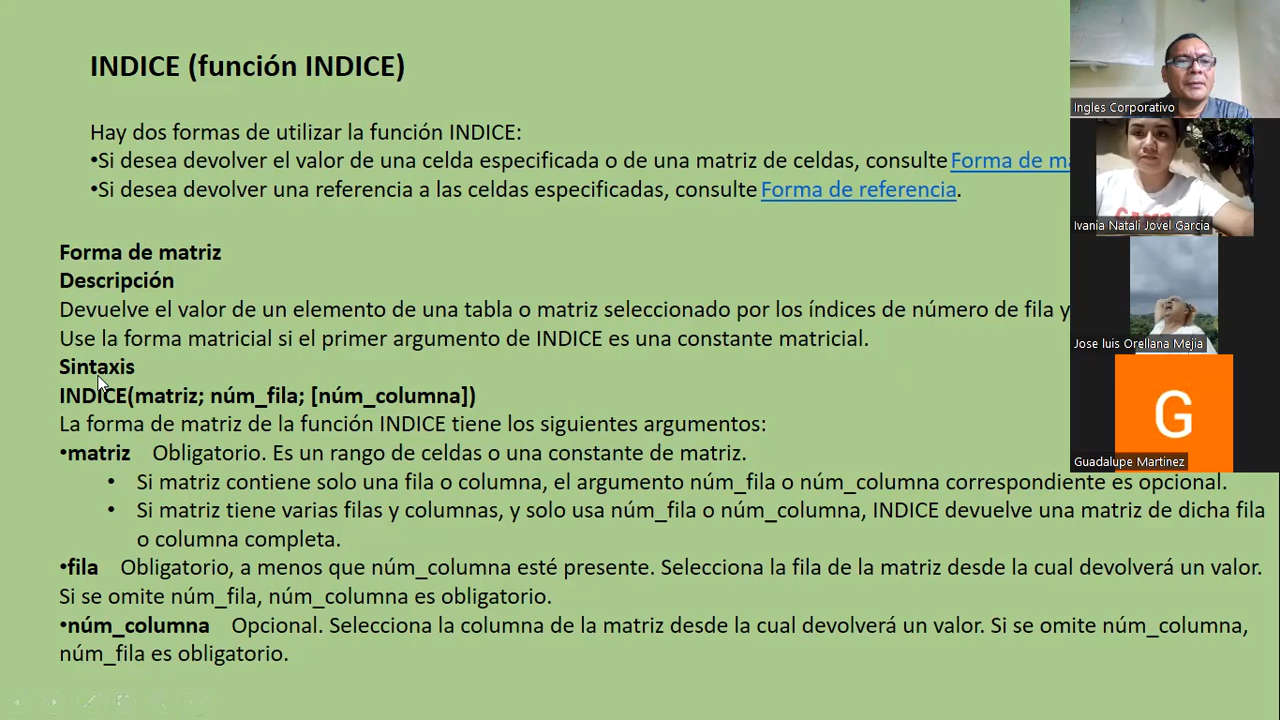 INDICE (función INDICE)
Hay dos formas de utilizar la función INDICE:
•Si desea devolver el valor de una celda especificada o de una matriz de celdas, consulte Forma de
•Si desea devolver una referencia a las celdas especificadas, consulte Forma de referencia.
Forma de matriz
Descripción
Devuelve el valor de un elemento de una tabla o matriz seleccionado por los índices de número de fila y
Use la forma matricial si el primer argumento de INDICE es una constante matricial.
Sintaxis
INDICE(matriz; núm_fila; [núm_columna])
La forma de matriz de la función INDICE tiene los siguientes argumentos:
•matriz Obligatorio. Es un rango de celdas o una constante de matriz.
• Si matriz contiene solo una fila o columna, el argumento núm_fila o núm_columna correspondiente es opcional.
• Si matriz tiene varias filas y columnas, y solo usa núm_fila o núm_columna, INDICE devuelve una matriz de dicha fila
o columna completa.
•fila Obligatorio, a menos que núm_columna esté presente. Selecciona la fila de la matriz desde la cual devolverá un valor.
Si se omite núm_fila, núm_columna es obligatorio.
•núm_columna Opcional. Selecciona la columna de la matriz desde la cual devolverá un valor. Si se omite núm_columna,
núm_fila es obligatorio.
Ingles Corporativo
Ivania Natali Jovel Garcia
Jose luis Orellana Mejia
G
Guadalupe Martinez